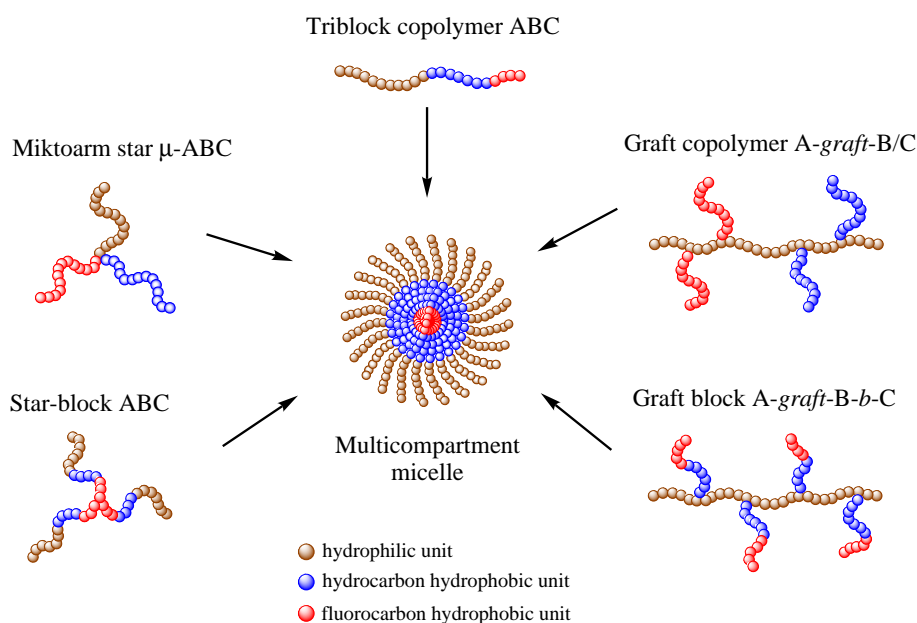 Triblock copolymer ABC
Miktoarm star μ-ABC
Graft copolymer A-graft-B/C
Star-block ABC
Graft block A-graft-B-b-C
Multicompartment
micelle
hydrophilic unit
hydrocarbon hydrophobic unit
fluorocarbon hydrophobic unit